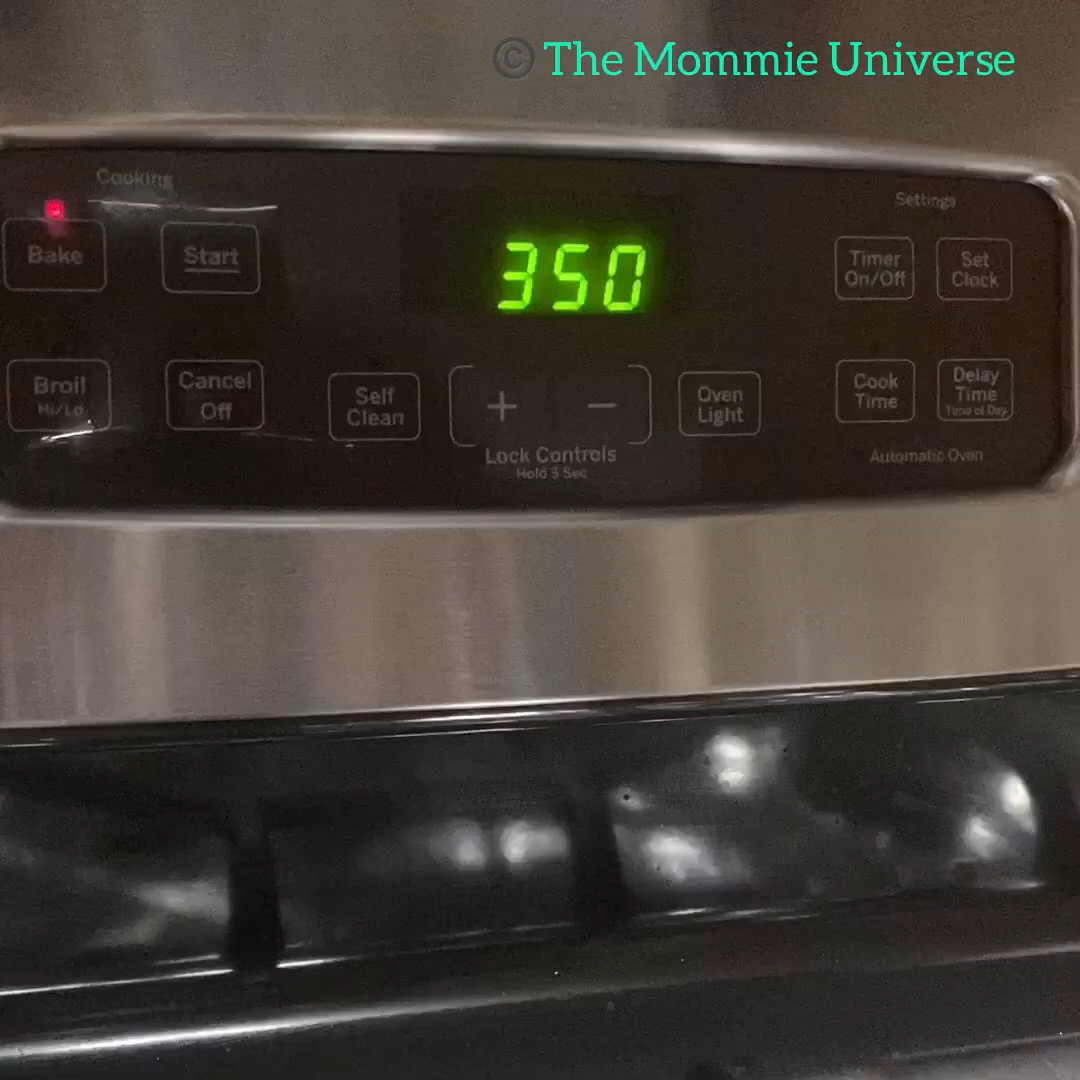 © The Mommie Universe
Cooking
Settings
Bake
Start
350
Timer
On/Off
Set
Clock
Broil
Hi/Lo
Cancel
Off
Self
Clean
+ −
Lock Controls
Hold 3 Sec
Oven
Light
Cook
Time
Delay
Time
Time of Day
Automatic Oven